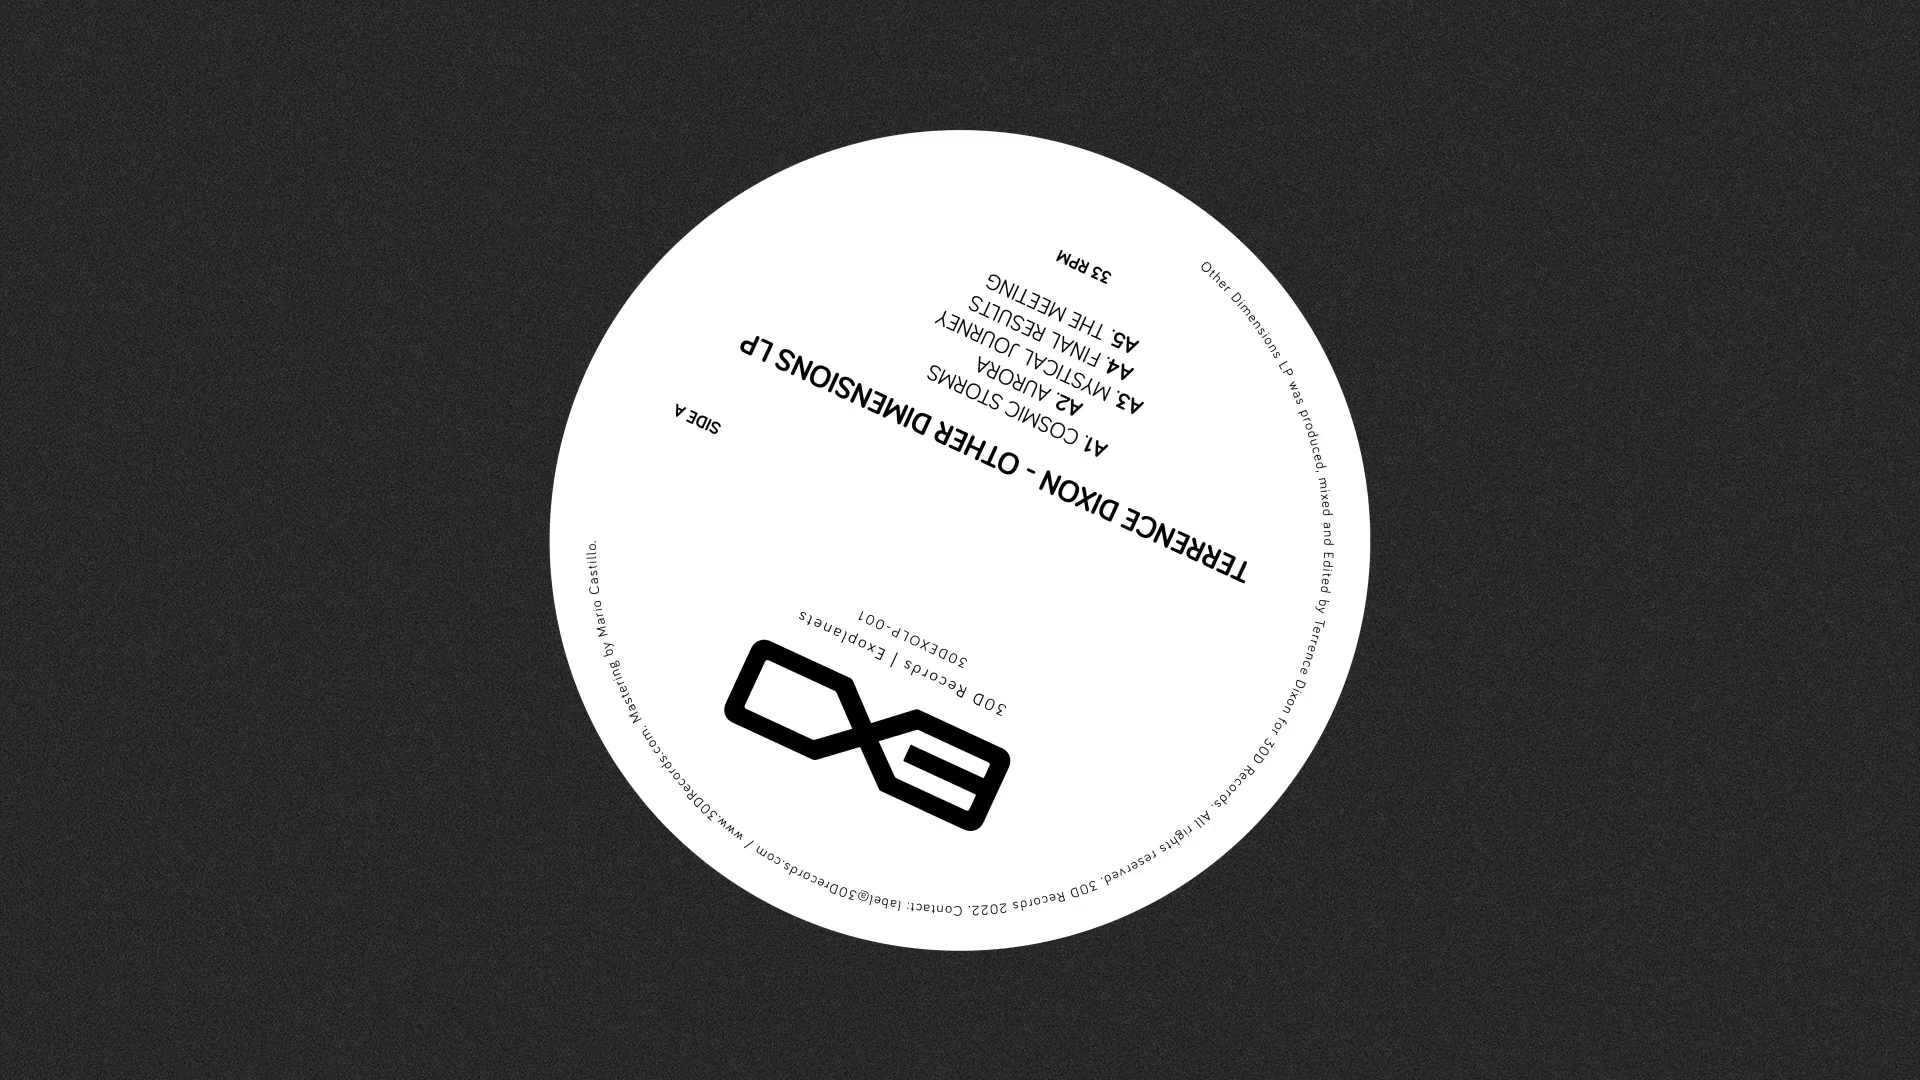 30D Records | Exoplanets
30DEXOLP-001
TERRENCE DIXON - OTHER DIMENSIONS LP
SIDE A
A1. COSMIC STORMS
A2. AURORA
A3. MYSTICAL JOURNEY
A4. FINAL RESULTS
A5. THE MEETING
33 RPM
Other Dimensions LP was produced, mixed and Edited by Terrence Dixon for 30D Records. All rights reserved. 30D Records 2022. Contact: label@30Drecords.com / www.30DRecords.com. Mastering by Mario Castillo.